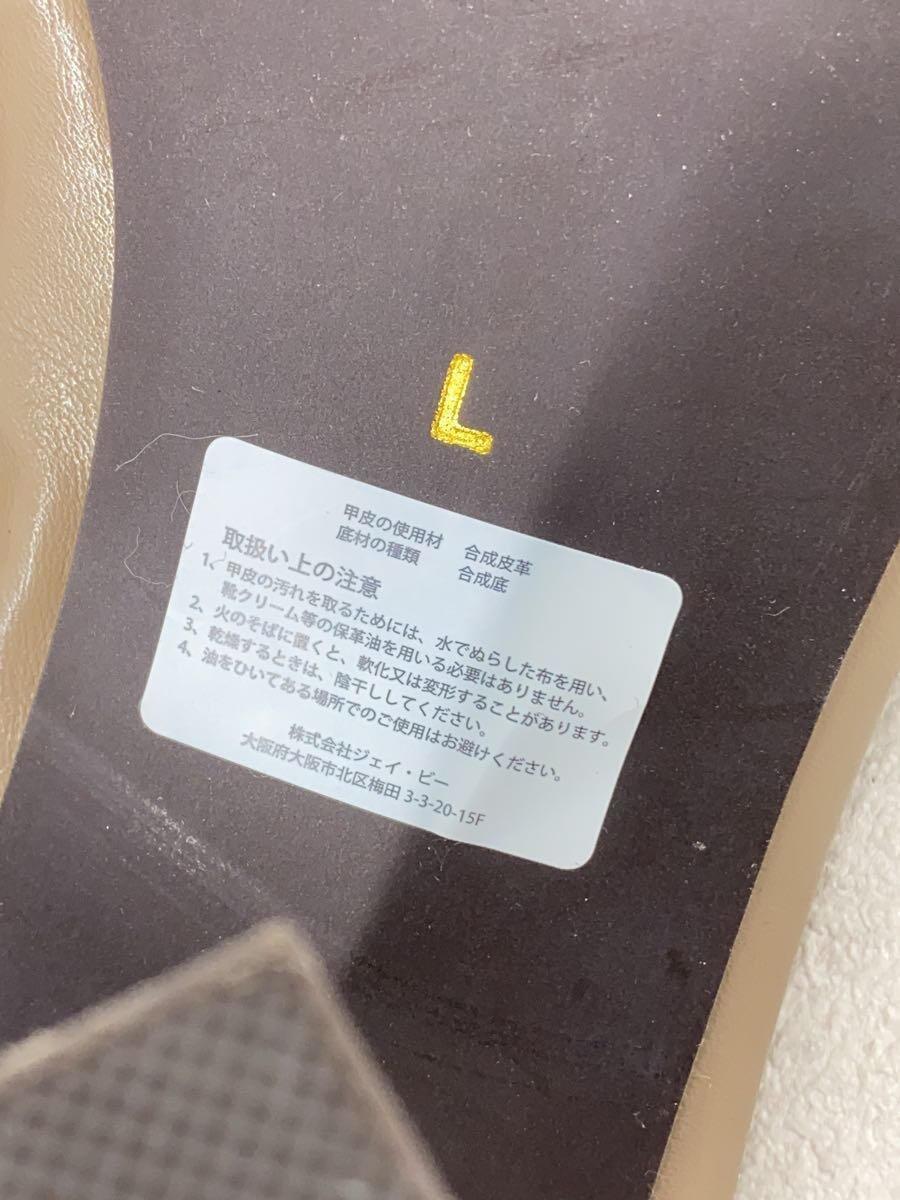 L
甲皮の使用材 合成皮革
底材の種類 合成底
取扱い上の注意
1、甲皮の汚れを取るためには、水でぬらした布を用い、
靴クリーム等の保革油を用いる必要はありません。
2、火のそばに置くと、軟化又は変形することがあります。
3、乾燥するときは、陰干ししてください。
4、油をひいてある場所でのご使用はお避けください。
株式会社ジェイ・ビー
大阪府大阪市北区梅田 3-3-20-15F